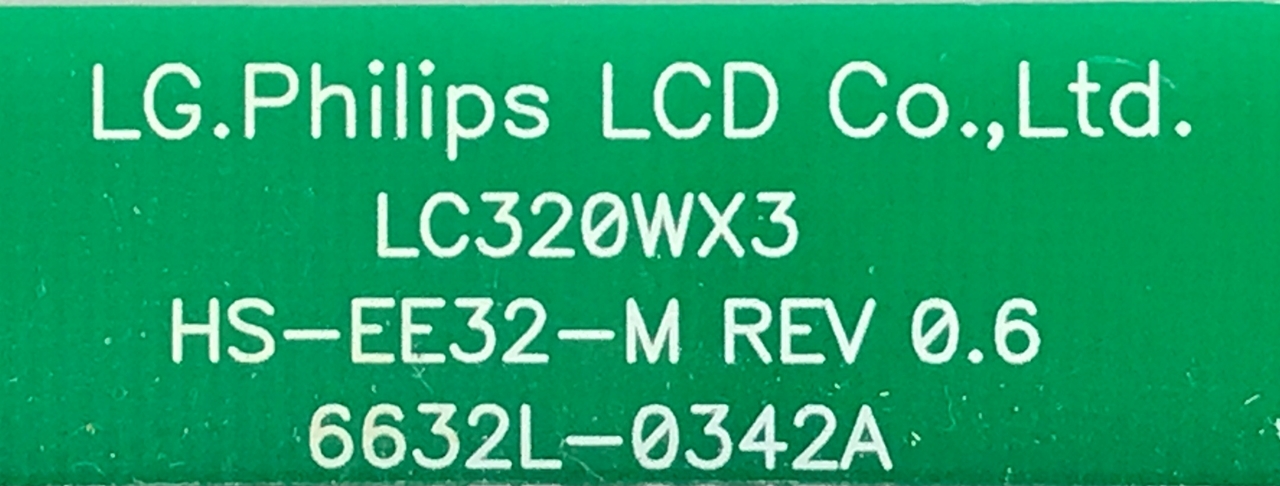 LG.Philips LCD Co.,Ltd.
LC320WX3
HS-EE32-M REV 0.6
6632L-0342A